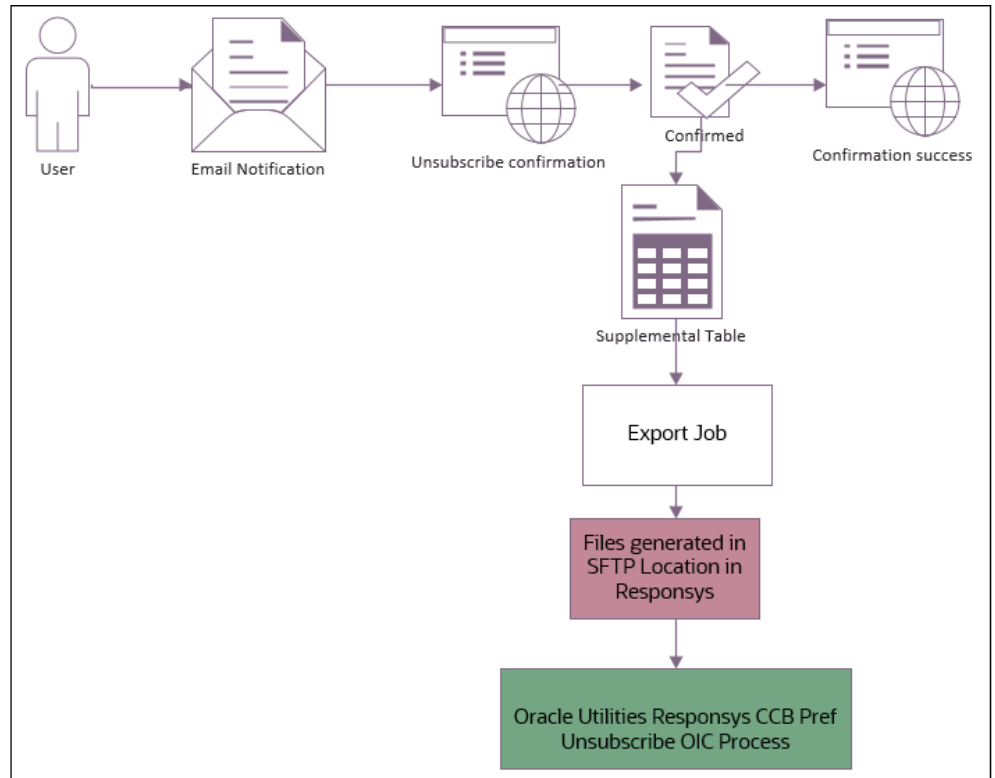 User
Email Notification
Unsubscribe confirmation
Confirmed
Confirmation success
Supplemental Table
Export Job
Files generated in
SFTP Location in
Responsys
Oracle Utilities Responsys CCB Pref
Unsubscribe OIC Process